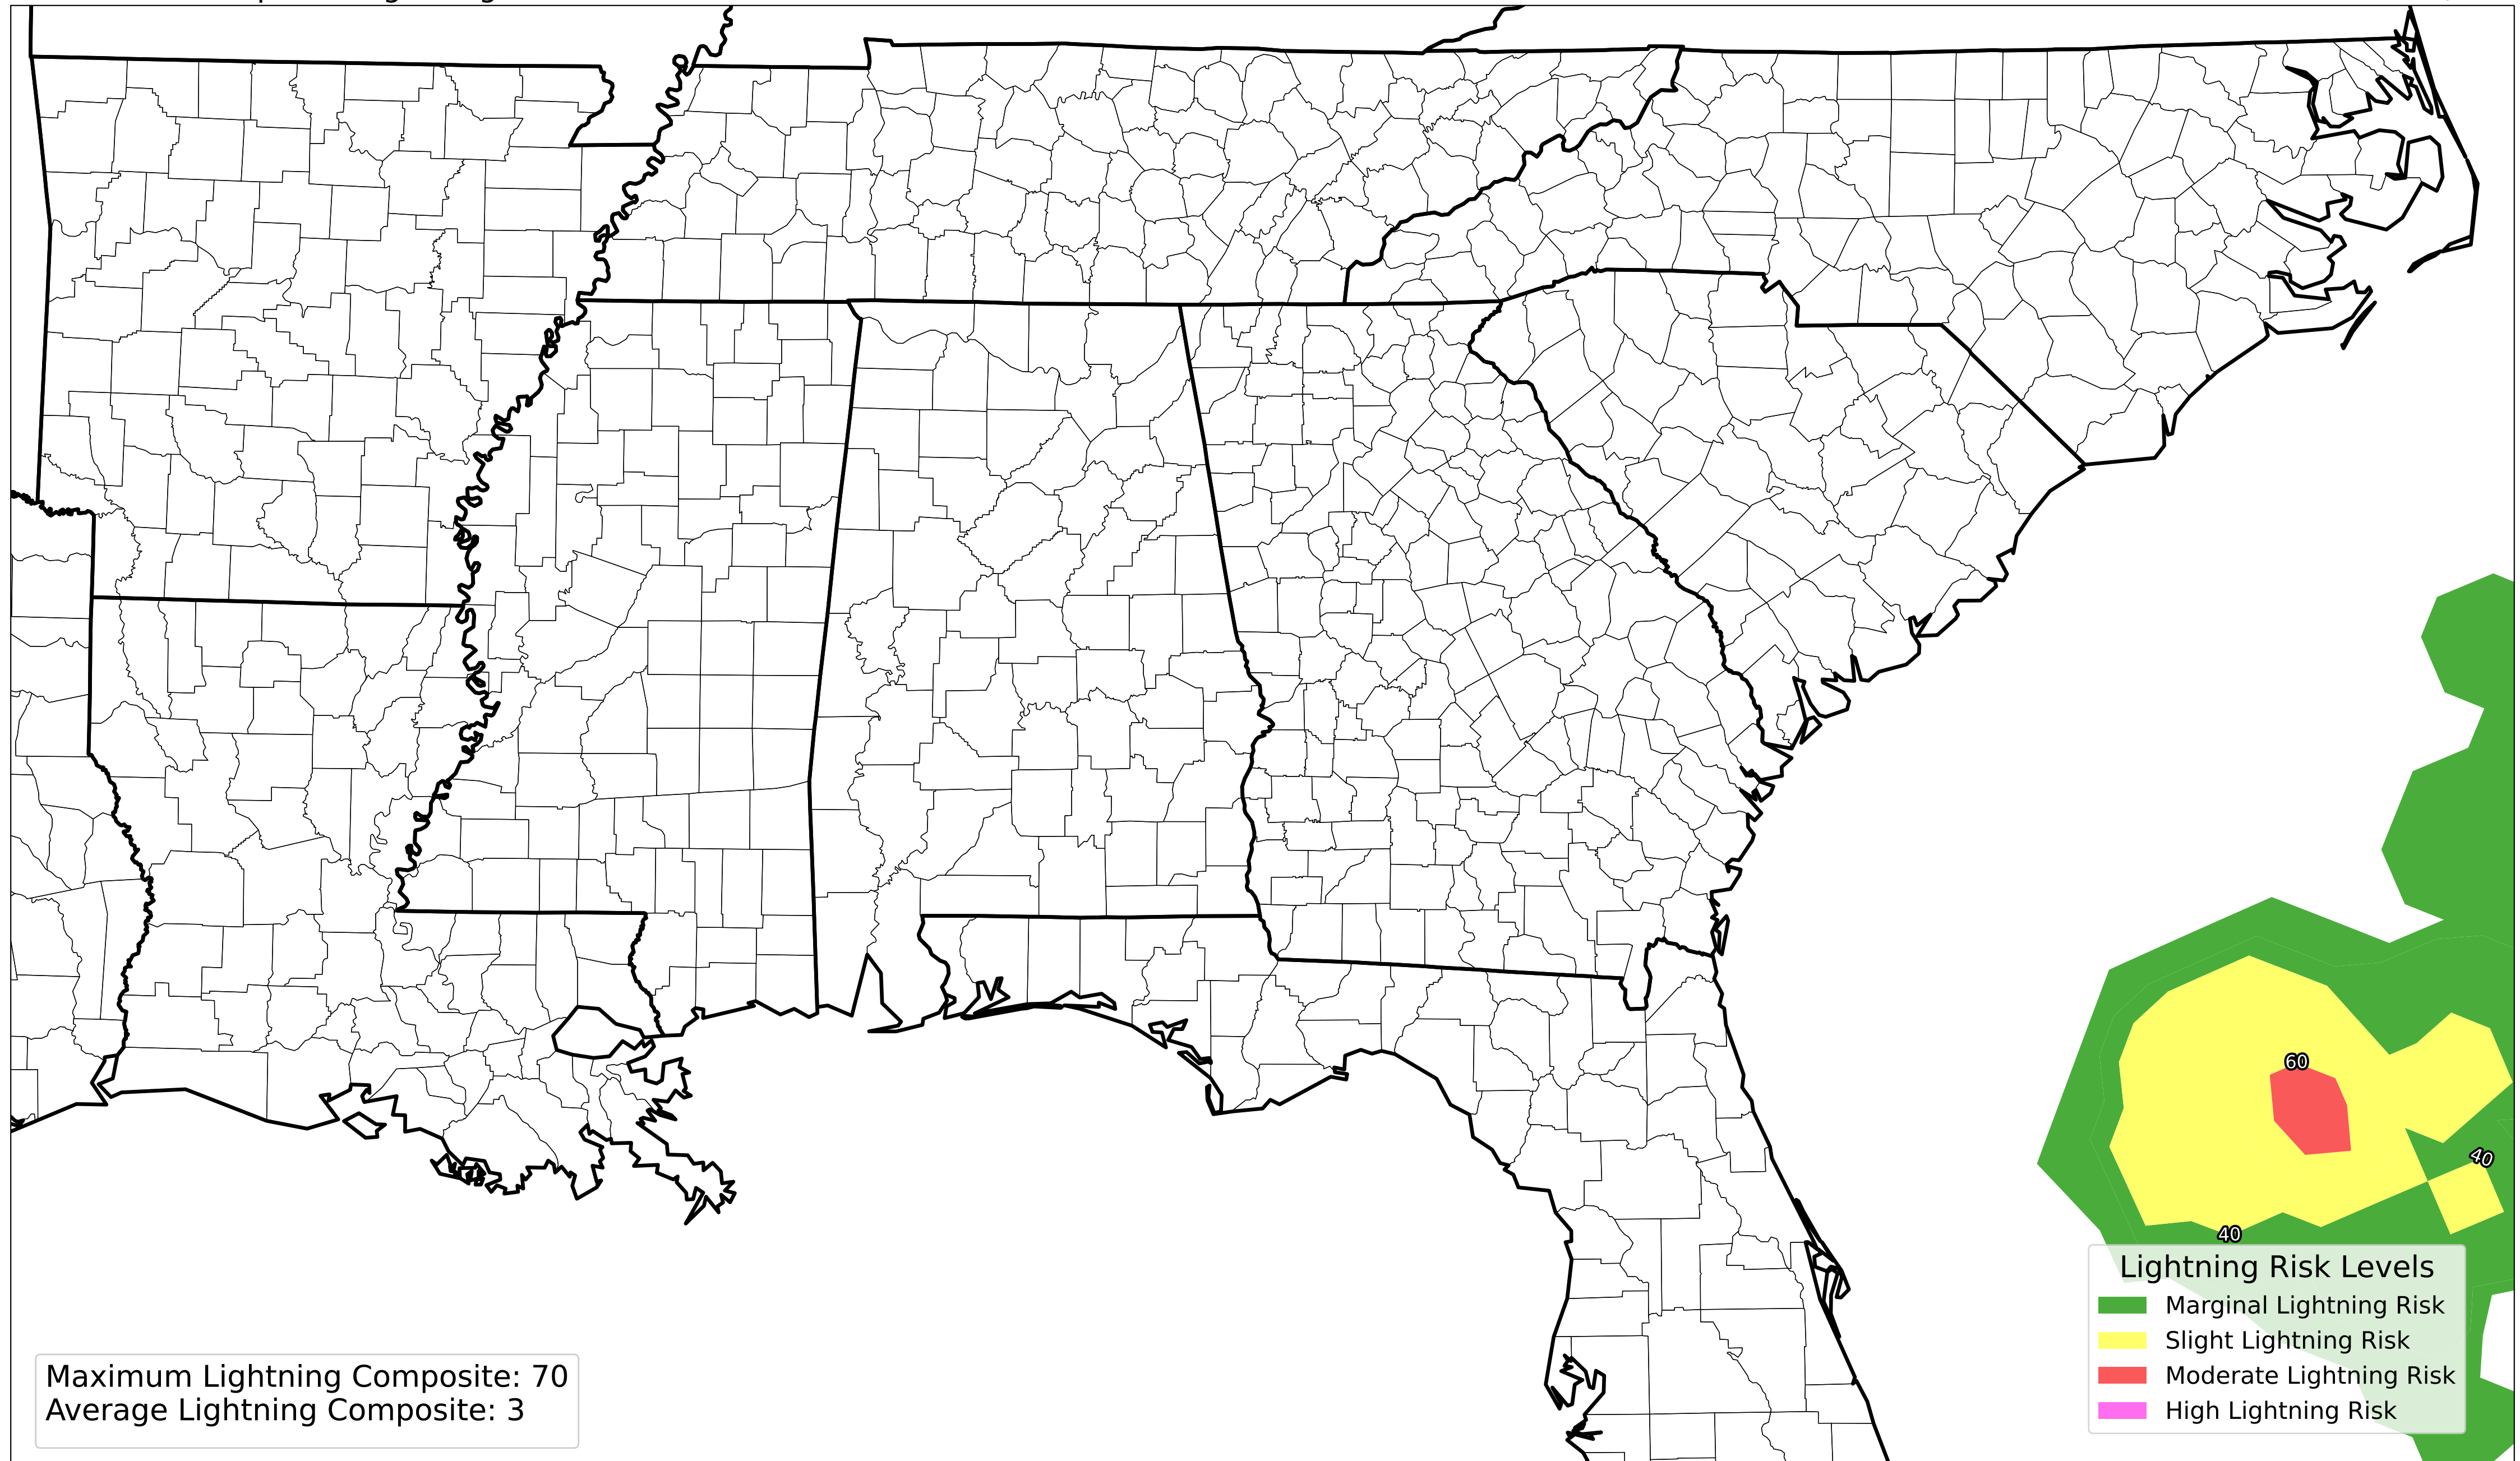 60
40
40
Lightning Risk Levels
Marginal Lightning Risk
Slight Lightning Risk
Moderate Lightning Risk
High Lightning Risk
Maximum Lightning Composite: 70
Average Lightning Composite: 3